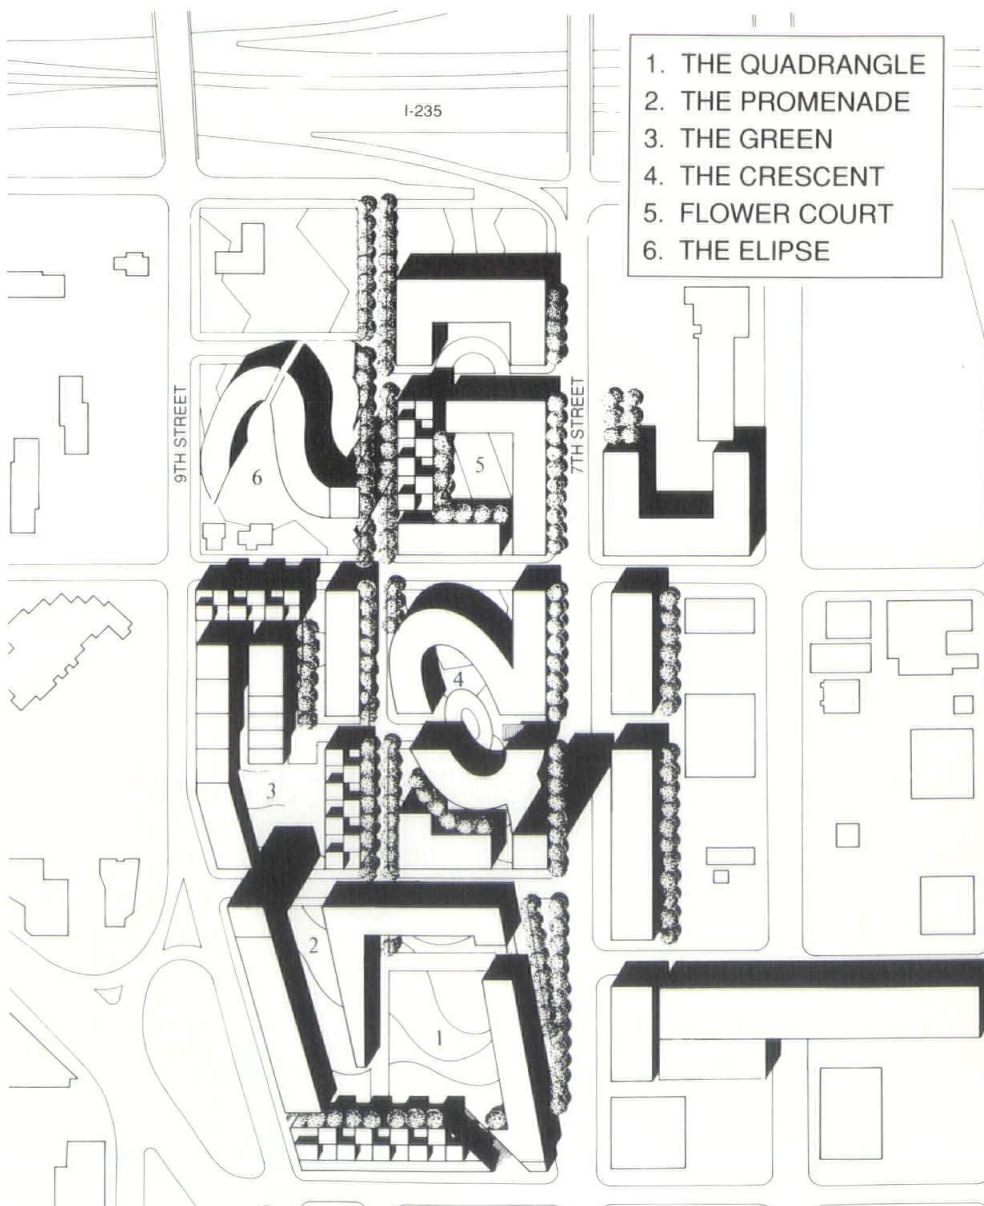 1. THE QUADRANGLE
2. THE PROMENADE
3. THE GREEN
4. THE CRESCENT
5. FLOWER COURT
6. THE ELIPSE
I-235
9TH STREET
7TH STREET
6
5
4
3
2
1